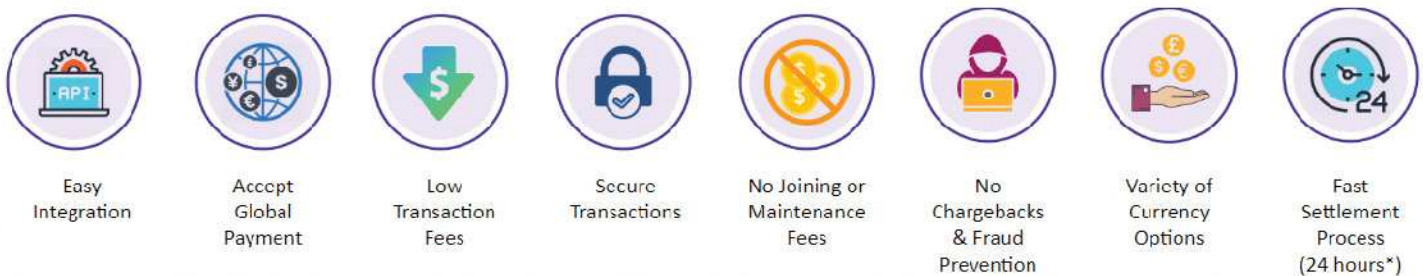 API
24
Easy
Integration
Accept
Global
Payment
Low
Transaction
Fees
Secure
Transactions
No Joining or
Maintenance
Fees
No
Chargebacks
& Fraud
Prevention
Variety of
Currency
Options
Fast
Settlement
Process
(24 hours*)